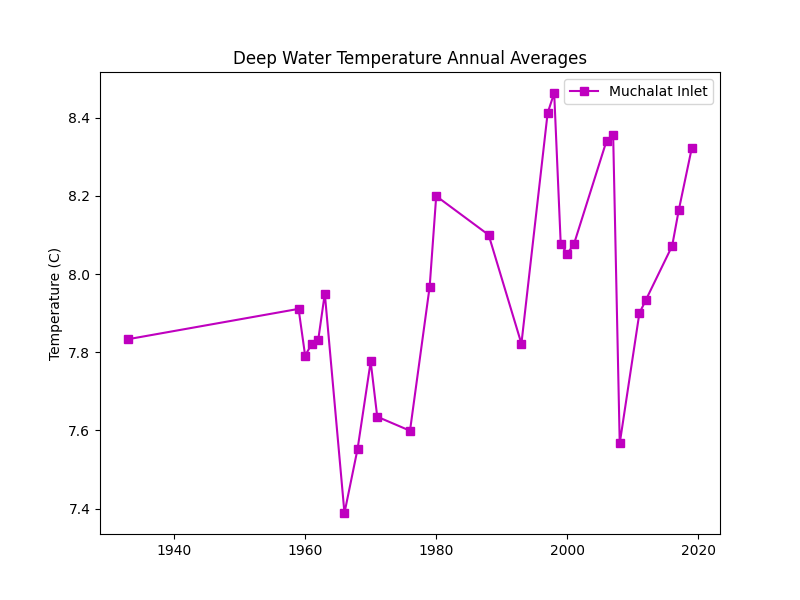 Deep Water Temperature Annual Averages
Muchalat Inlet
8.4
8.2
8.0
7.8
7.6
7.4
Temperature (C)
1940 1960 1980 2000 2020